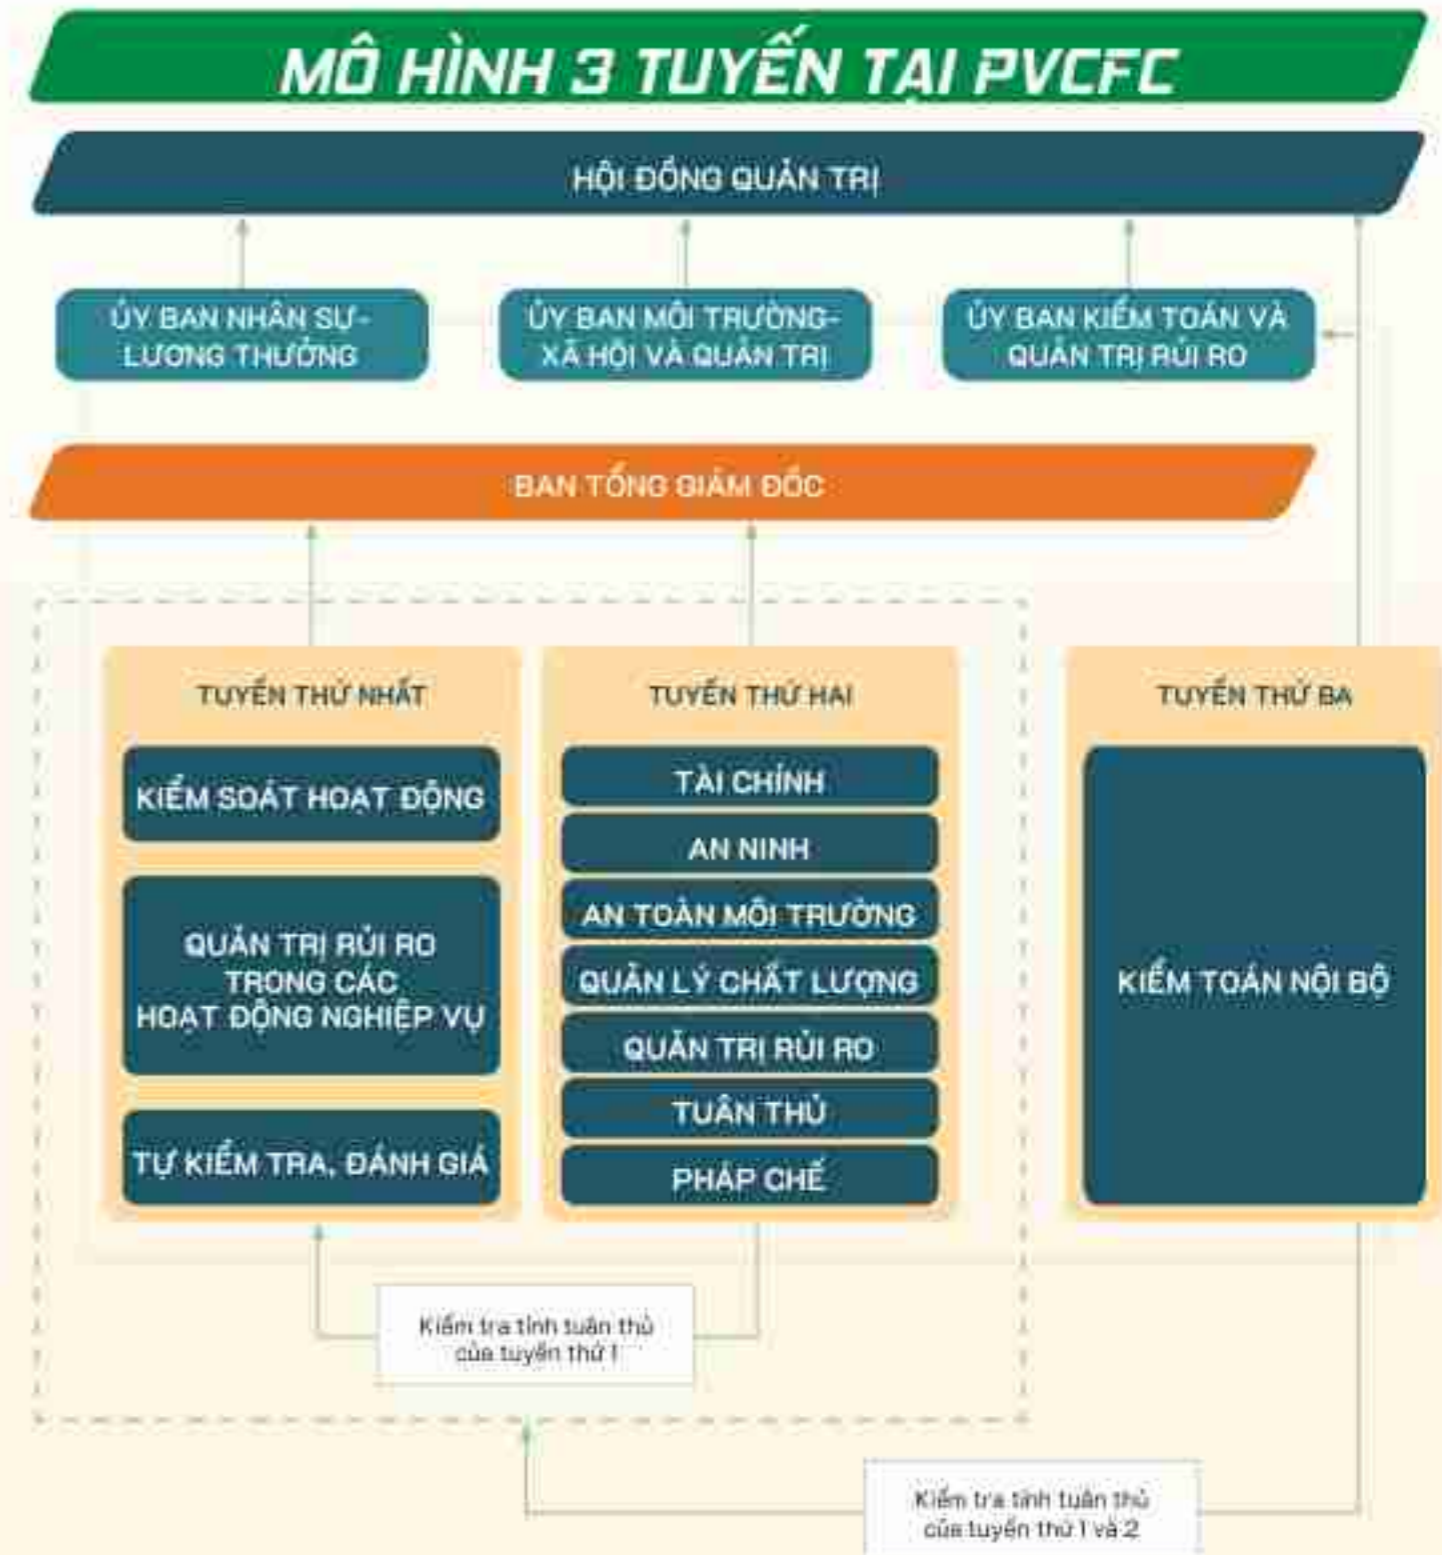 MÔ HÌNH 3 TUYẾN TẠI PVCFC
HỘI ĐỒNG QUẢN TRỊ
ỦY BAN NHÂN SỰ-
LƯƠNG THƯỞNG
ỦY BAN MÔI TRƯỜNG-
XÃ HỘI VÀ QUẢN TRỊ
ỦY BAN KIỂM TOÁN VÀ
QUẢN TRỊ RỦI RO
BAN TỔNG GIÁM ĐỐC
TUYẾN THỨ NHẤT
KIỂM SOÁT HOẠT ĐỘNG
QUẢN TRỊ RỦI RO
TRONG CÁC
HOẠT ĐỘNG NGHIỆP VỤ
TỰ KIỂM TRA, ĐÁNH GIÁ
TUYẾN THỨ HAI
TÀI CHÍNH
AN NINH
AN TOÀN MÔI TRƯỜNG
QUẢN LÝ CHẤT LƯỢNG
QUẢN TRỊ RỦI RO
TUÂN THỦ
PHÁP CHẾ
TUYẾN THỨ BA
KIỂM TOÁN NỘI BỘ
Kiểm tra tính tuân thủ
của tuyến thứ 1
Kiểm tra tính tuân thủ
của tuyến thứ 1 và 2